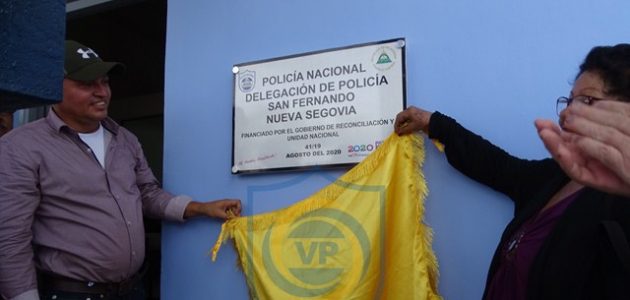 POLICÍA NACIONAL
DELEGACIÓN DE POLICÍA
SAN FERNANDO
NUEVA SEGOVIA
FINANCIADO POR EL GOBIERNO DE RECONCILIACIÓN Y
UNIDAD NACIONAL
41/19
AGOSTO DEL 2020
2020
VP